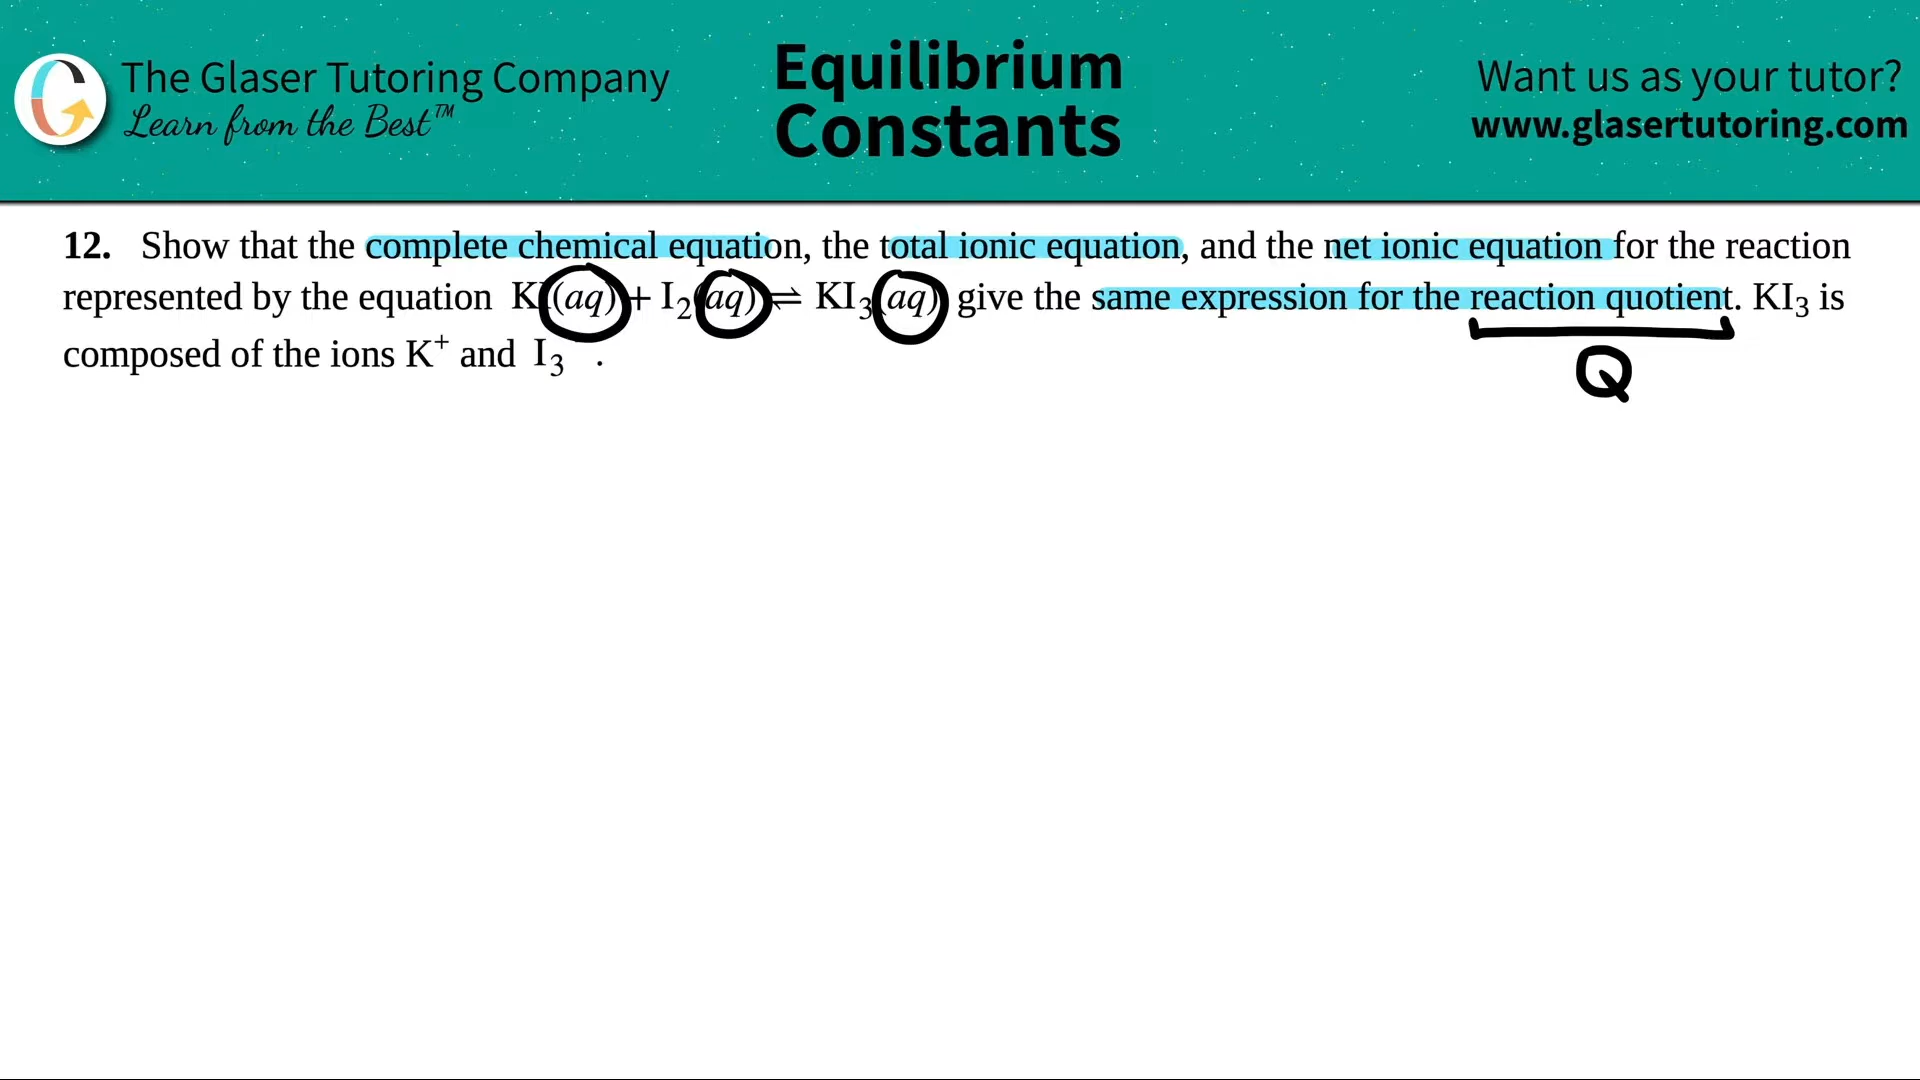 The Glaser Tutoring Company
Learn from the Best™
Equilibrium
Constants
Want us as your tutor?
www.glasertutoring.com
12. Show that the complete chemical equation, the total ionic equation, and the net ionic equation for the reaction
represented by the equation K (aq) + I₂(aq) ⇌ KI₃(aq) give the same expression for the reaction quotient. KI₃ is
composed of the ions K⁺ and I₃ .
Q